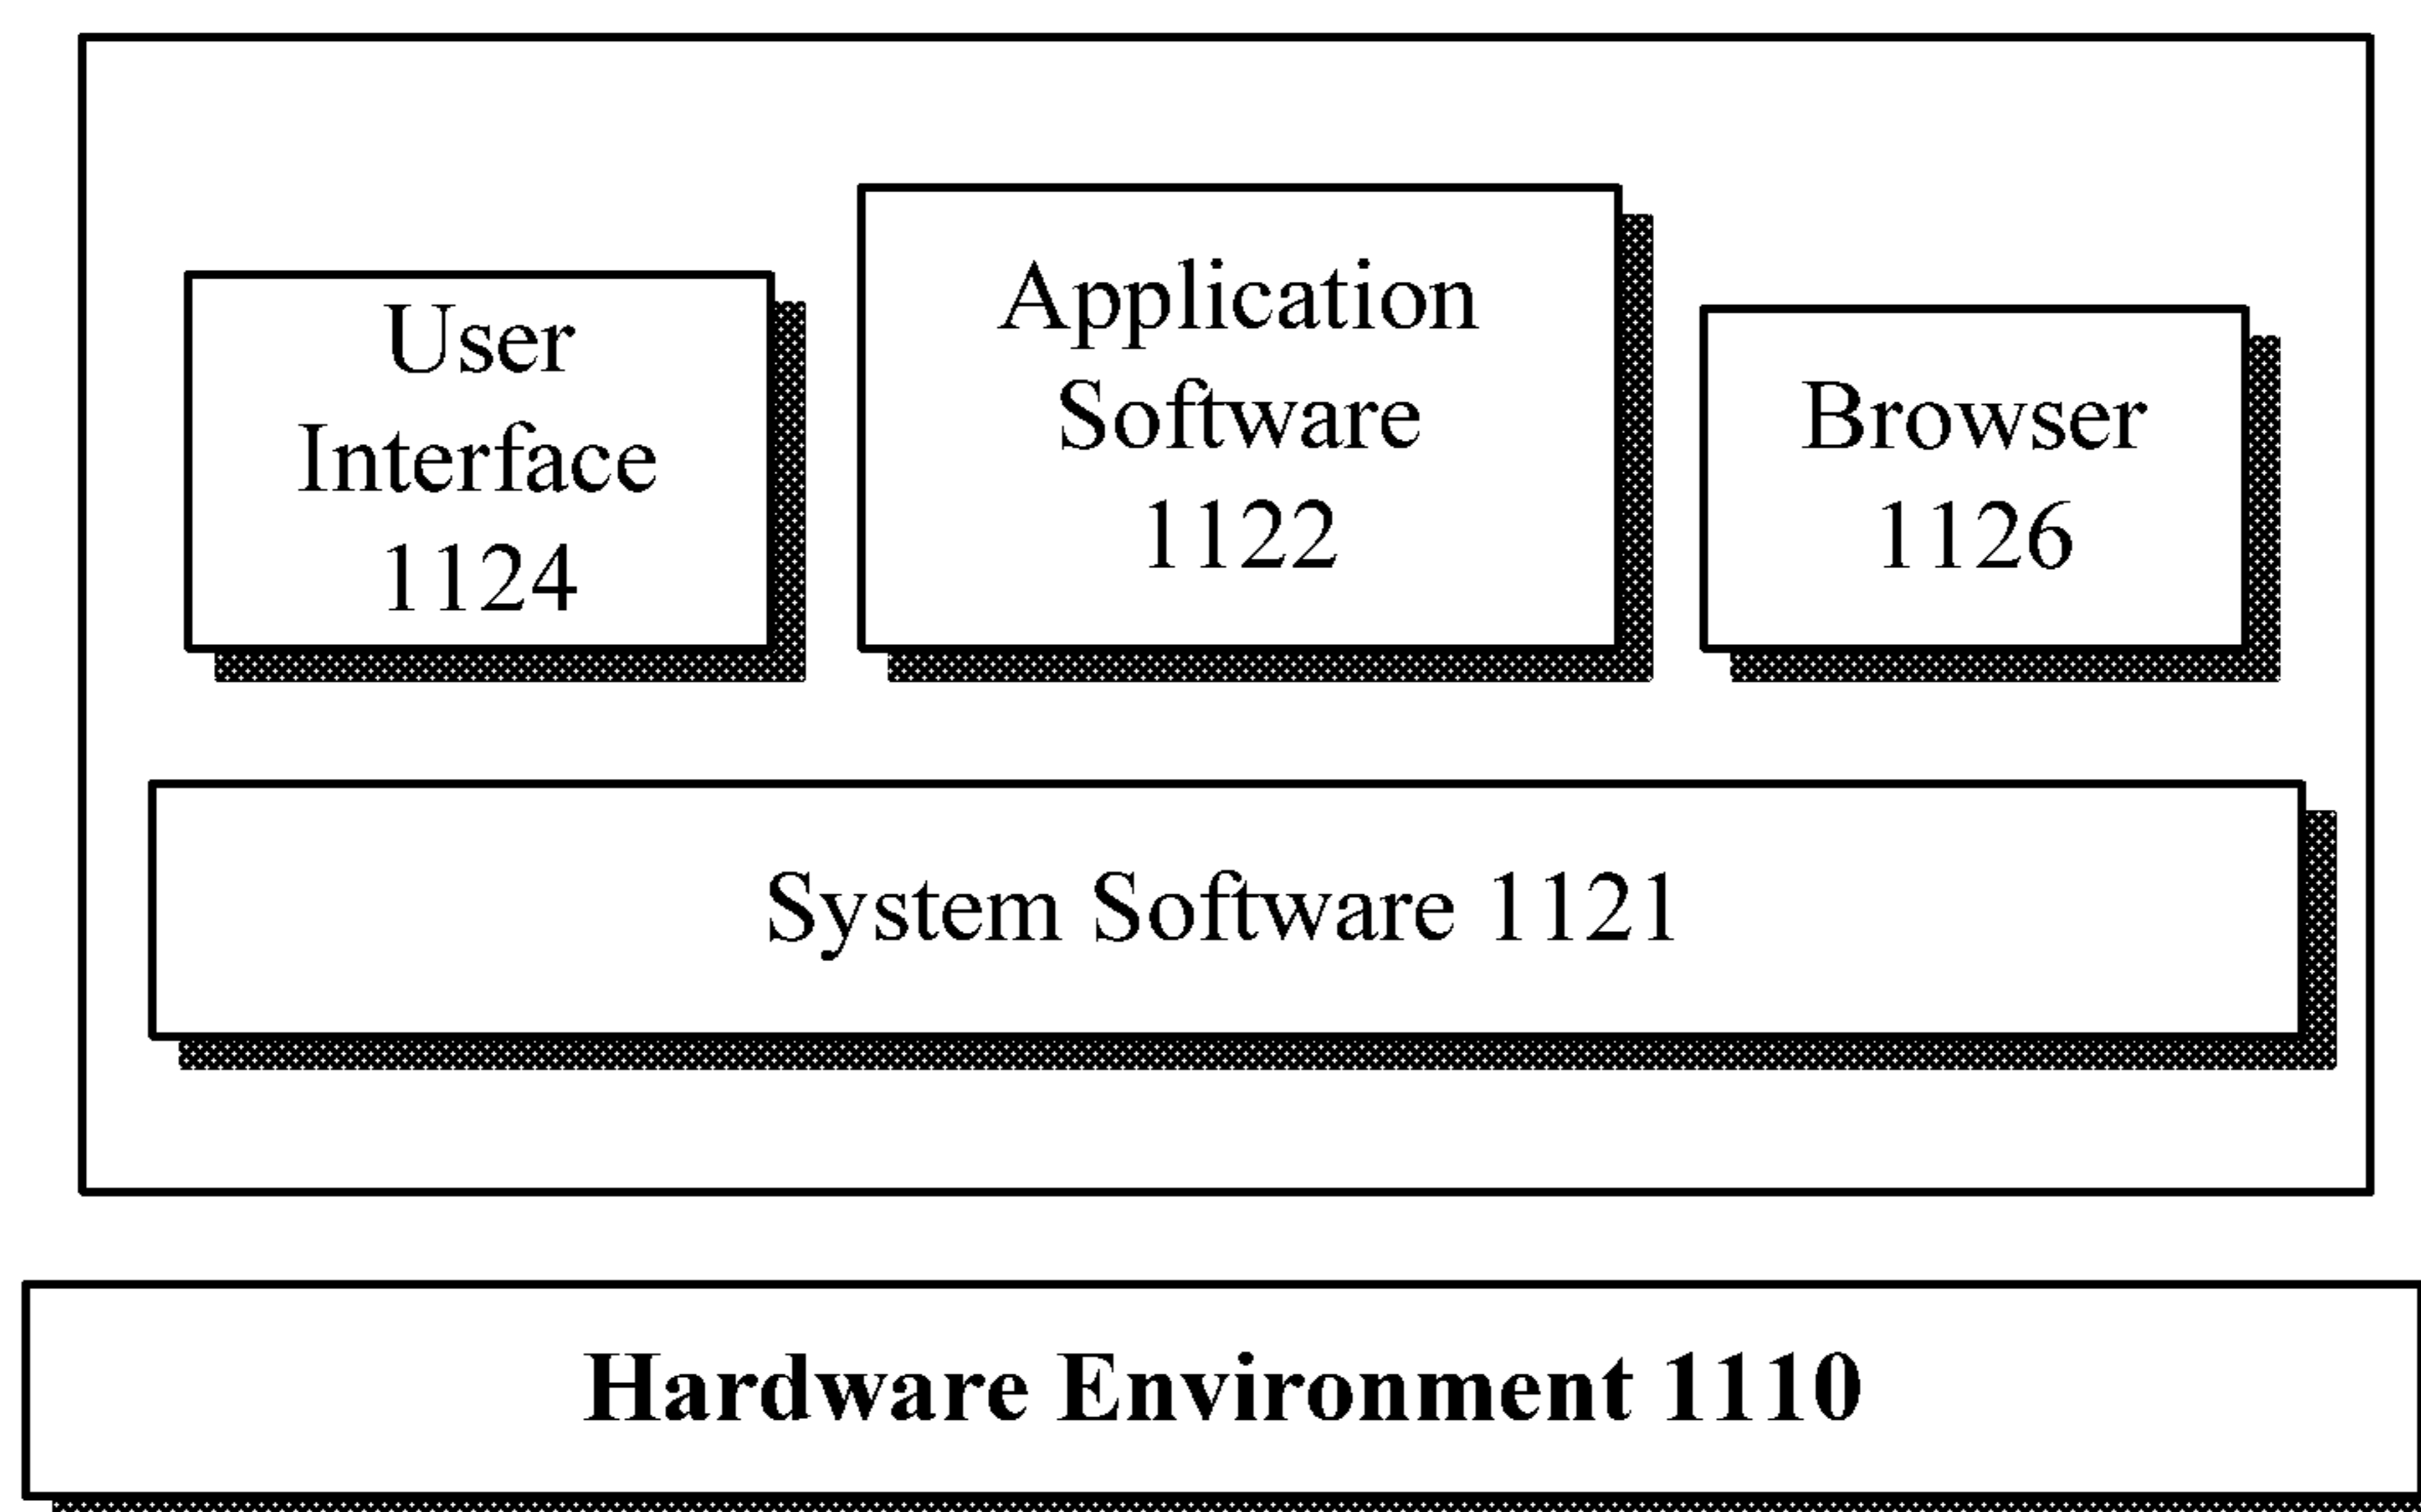 User
Interface
1124
Application
Software
1122
Browser
1126
System Software 1121
Hardware Environment 1110